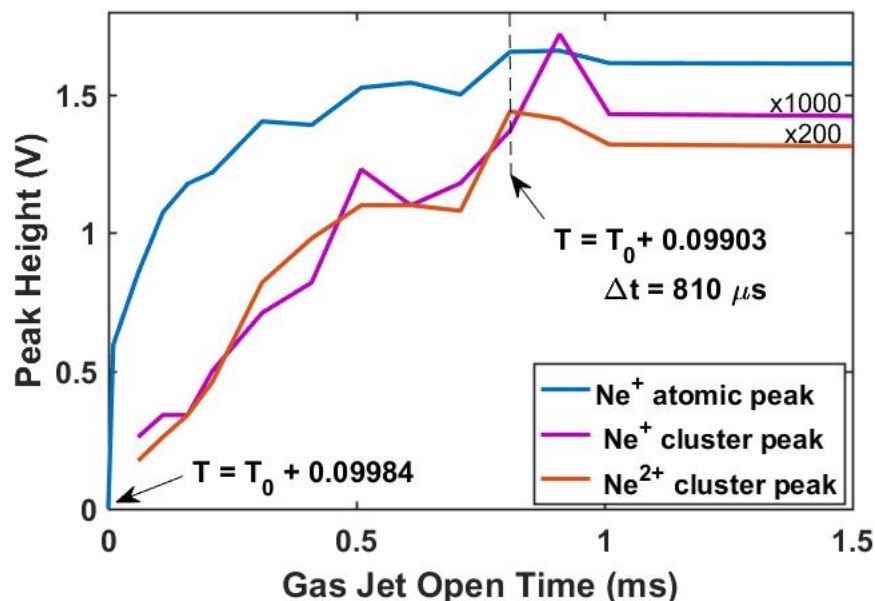 Peak Height (V)
1.5
1
0.5
0
x1000
x200
T = T0 + 0.09903
Δt = 810 μs
T = T0 + 0.09984
Ne+ atomic peak
Ne+ cluster peak
Ne2+ cluster peak
0 0.5 1 1.5
Gas Jet Open Time (ms)